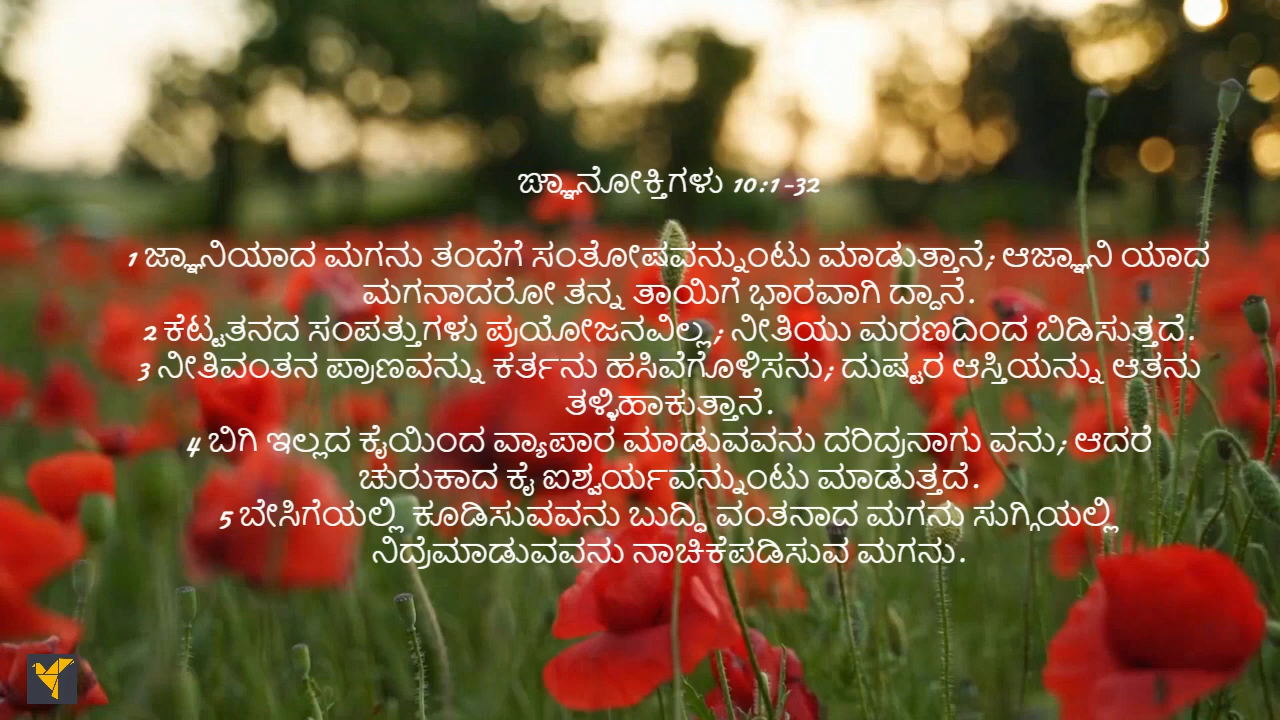 ಙ್ಞಾನೋಕ್ತಿಗಳು 10:1-32
1 ಜ್ಞಾನಿಯಾದ ಮಗನು ತಂದೆಗೆ ಸಂತೋಷವನ್ನುಂಟು ಮಾಡುತ್ತಾನೆ; ಆಜ್ಞಾನಿ ಯಾದ
ಮಗನಾದರೋ ತನ್ನ ತಾಯಿಗೆ ಭಾರವಾಗಿ ದ್ದಾನೆ.
2 ಕೆಟ್ಟತನದ ಸಂಪತ್ತುಗಳು ಪ್ರಯೋಜನವಿಲ್ಲ; ನೀತಿಯು ಮರಣದಿಂದ ಬಿಡಿಸುತ್ತದೆ.
3 ನೀತಿವಂತನ ಪ್ರಾಣವನ್ನು ಕರ್ತನು ಹಸಿವೆಗೊಳಿಸನು; ದುಷ್ಟರ ಆಸ್ತಿಯನ್ನು ಆತನು
ತಳ್ಳಿಹಾಕುತ್ತಾನೆ.
4 ಬಿಗಿ ಇಲ್ಲದ ಕೈಯಿಂದ ವ್ಯಾಪಾರ ಮಾಡುವವನು ದರಿದ್ರನಾಗು ವನು; ಆದರೆ
ಚುರುಕಾದ ಕೈ ಐಶ್ವರ್ಯವನ್ನುಂಟು ಮಾಡುತ್ತದೆ.
5 ಬೇಸಿಗೆಯಲ್ಲಿ ಕೂಡಿಸುವವನು ಬುದ್ಧಿ ವಂತನಾದ ಮಗನು ಸುಗ್ಗಿಯಲ್ಲಿ
ನಿದ್ರೆಮಾಡುವವನು ನಾಚಿಕೆಪಡಿಸುವ ಮಗನು.